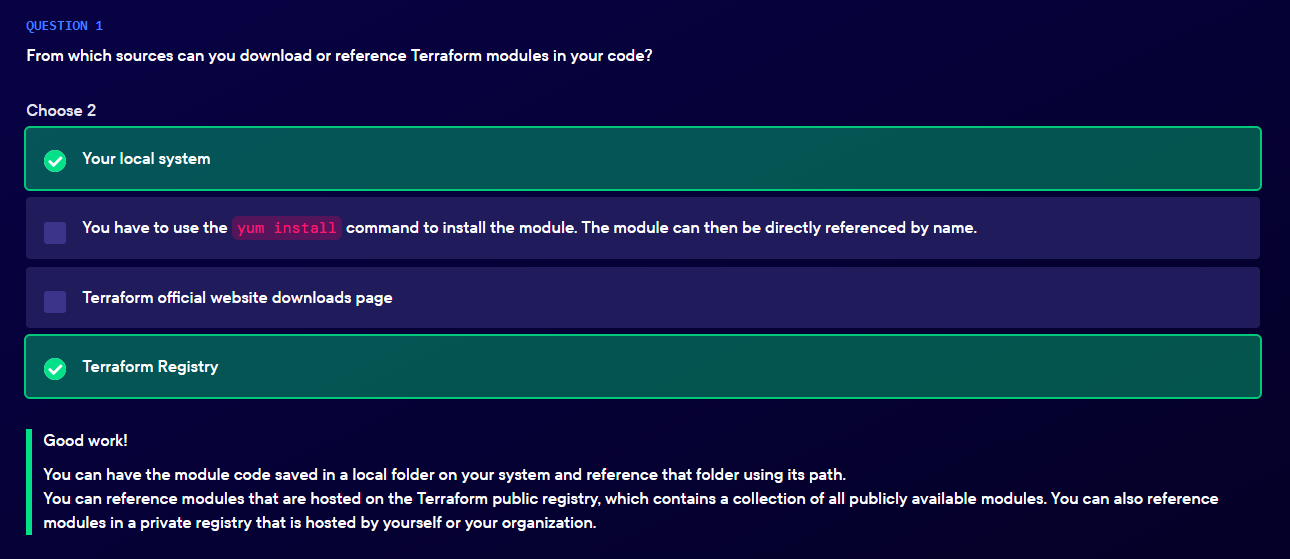 QUESTION 1
From which sources can you download or reference Terraform modules in your code?
Choose 2
Your local system
You have to use the yum install command to install the module. The module can then be directly referenced by name.
Terraform official website downloads page
Terraform Registry
Good work!
You can have the module code saved in a local folder on your system and reference that folder using its path.
You can reference modules that are hosted on the Terraform public registry, which contains a collection of all publicly available modules. You can also reference
modules in a private registry that is hosted by yourself or your organization.